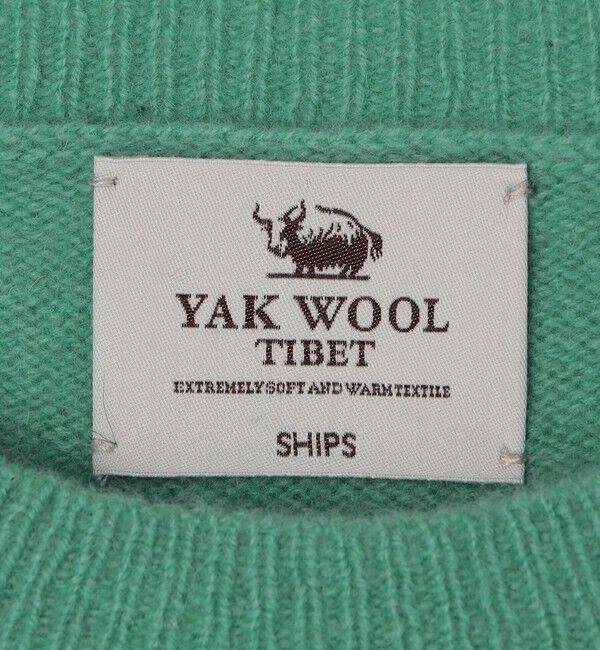 YAK WOOL
TIBET
EXTREMELY SOFT AND WARM TEXTILE
SHIPS